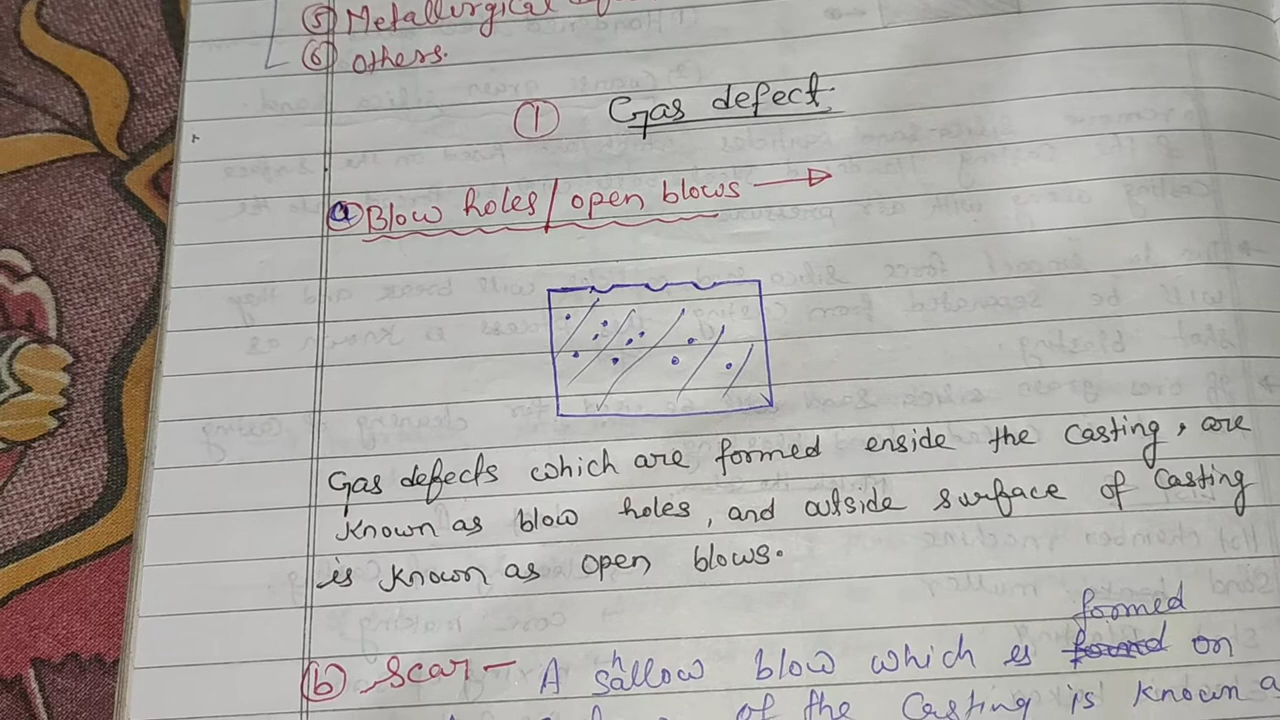 ⑤ Metallurgical
⑥ others.
① Gas defect.
ⓐ Blow holes/open blows →
Gas defects which are formed enside the casting, are
known as blow holes, and outside surface of Casting
is known as open blows.
formed
ⓑ Scar - A shallow blow which is found on
of the Casting is known a